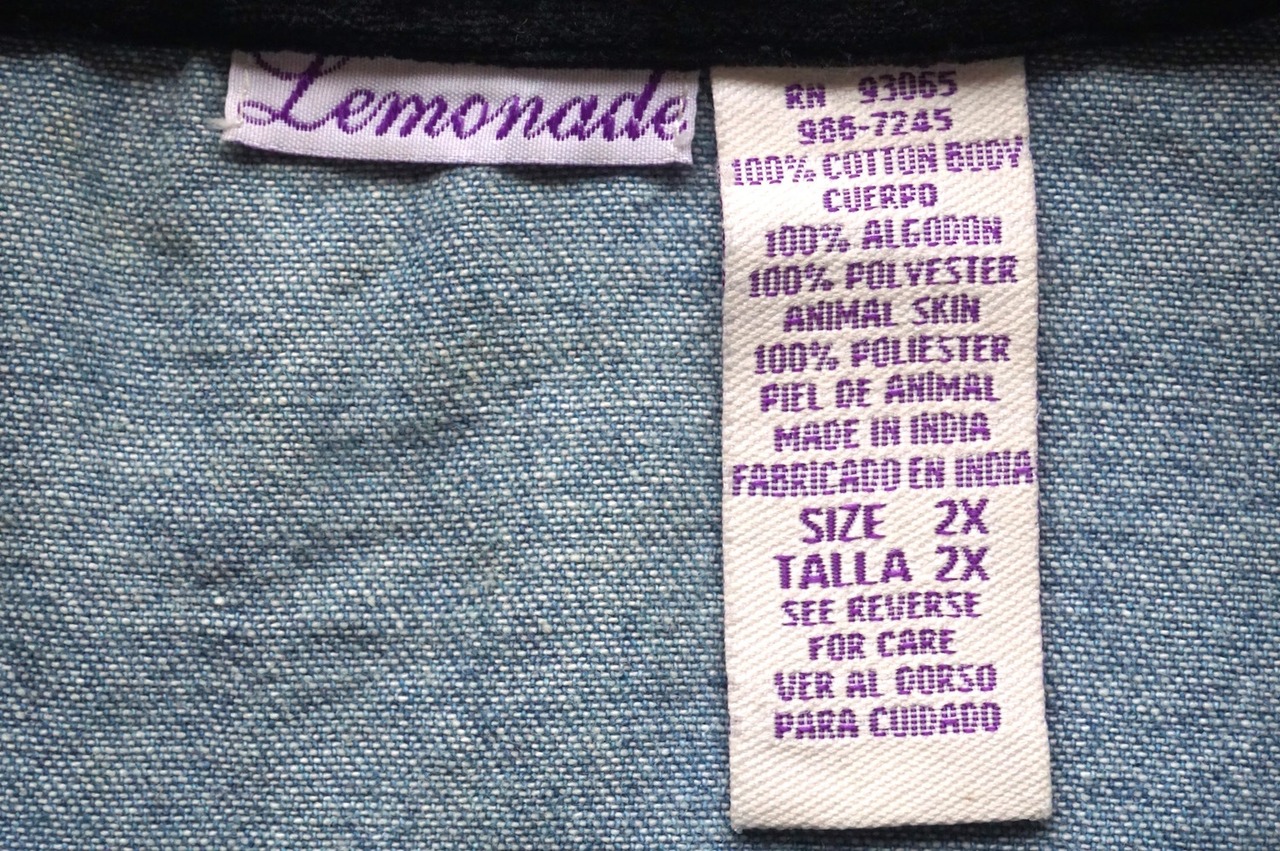 Lemonade
RN 93065
986-7245
100% COTTON BODY
CUERPO
100% ALGODON
100% POLYESTER
ANIMAL SKIN
100% POLIESTER
PIEL DE ANIMAL
MADE IN INDIA
FABRICADO EN INDIA
SIZE 2X
TALLA 2X
SEE REVERSE
FOR CARE
VER AL DORSO
PARA CUIDADO